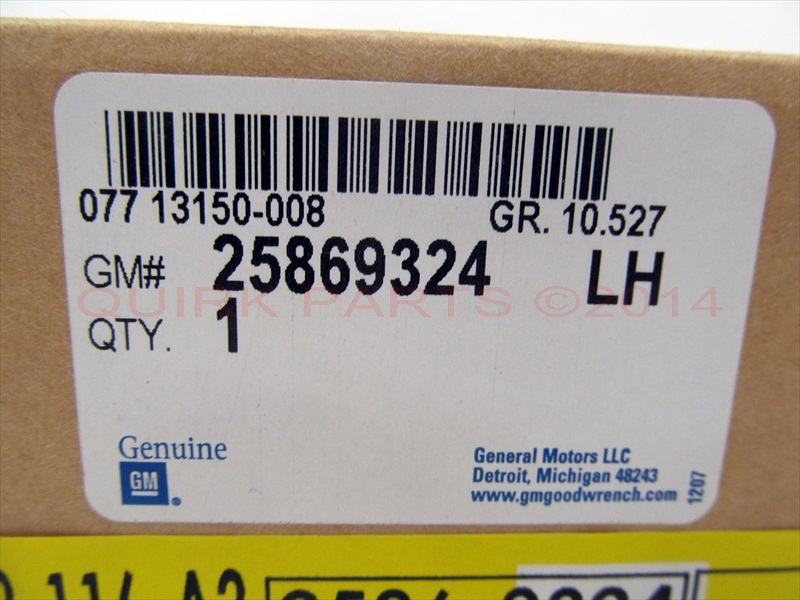 077 13150-008 GR. 10.527
GM# 25869324 LH
QUIRK PARTS ©2014
QTY. 1
Genuine
GM
®
General Motors LLC
Detroit, Michigan 48243
www.gmgoodwrench.com
1207